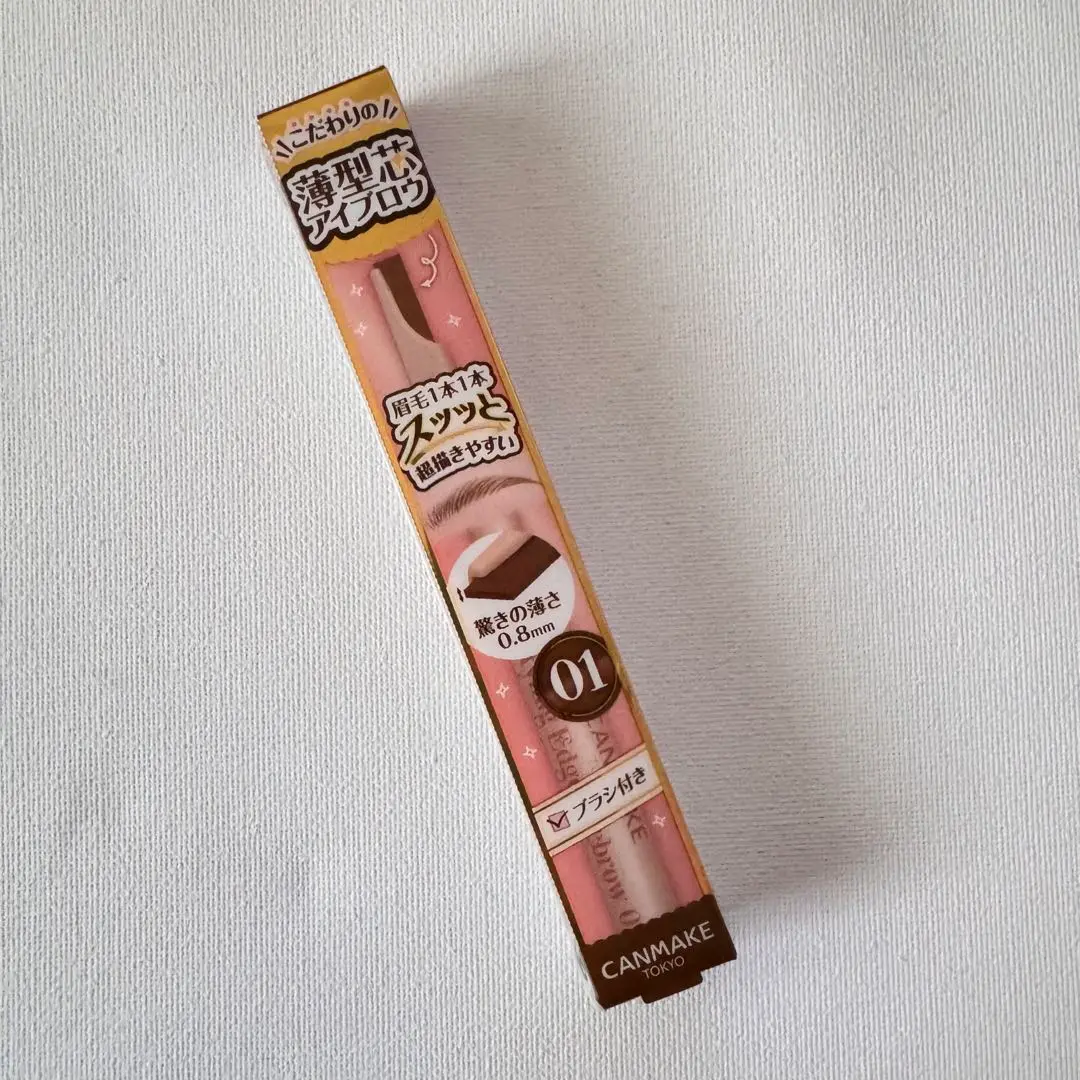 こだわりの
薄型芯
アイブロウ
眉毛1本1本
スッッと
超描きやすい
驚きの薄さ
0.8mm
01
Edge
CANMAKE
ブラシ付き
CANMAKE
TOKYO